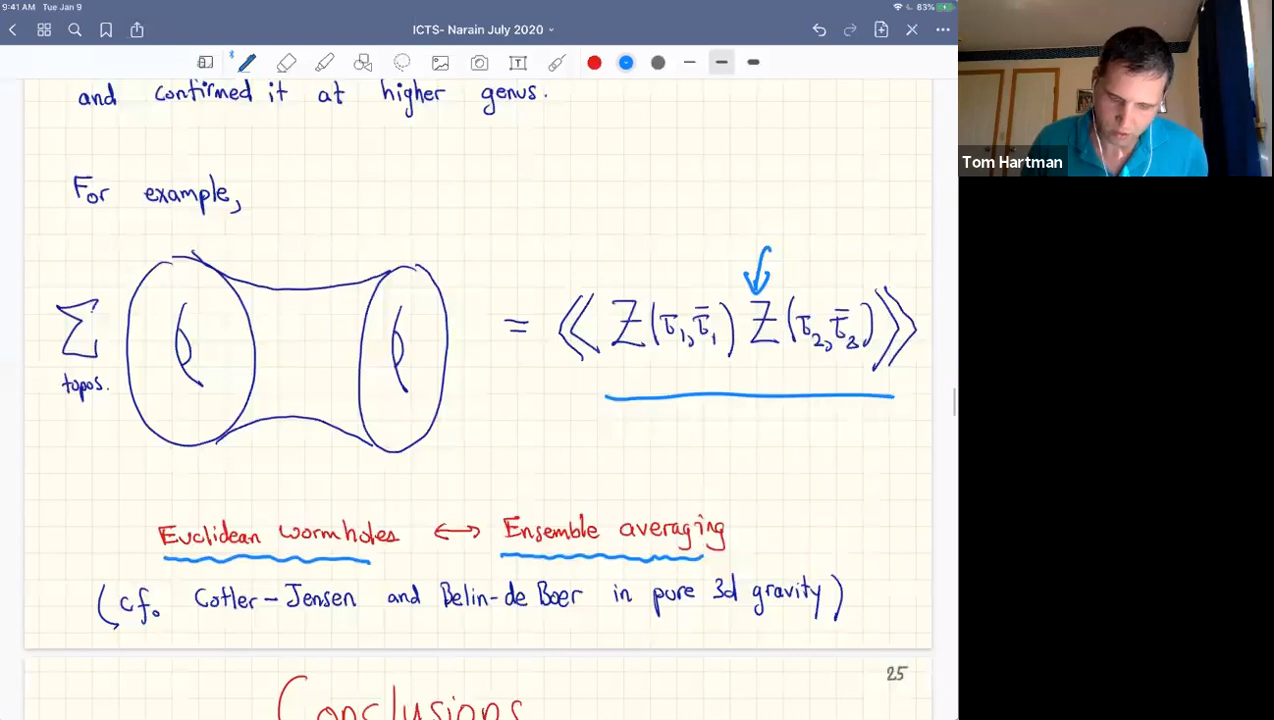 9:41 AM Tue Jan 9
83%
ICTS- Narain July 2020
Tom Hartman
and confirmed it at higher genus.
For example,
Σ topos. = ⟨⟨ Z(τ₁, τ̄₁) Z(τ₂, τ̄₃) ⟩⟩
Euclidean wormholes ↔ Ensemble averaging
(cf. Cotler-Jensen and Belin-de Boer in pure 3d gravity)
25
Conclusions